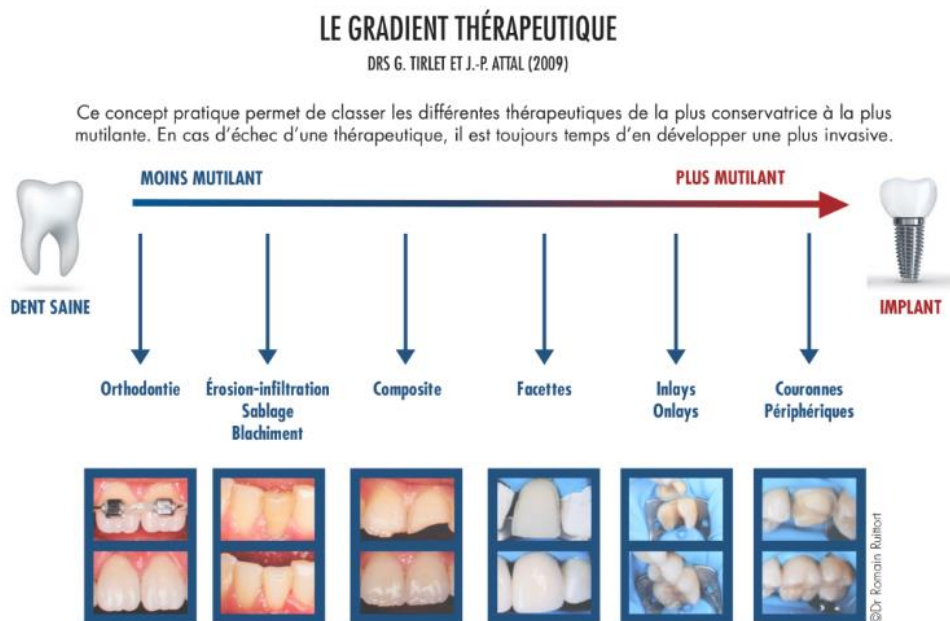 LE GRADIENT THÉRAPEUTIQUE
DRS G. TIRLET ET J.-P. ATTAL (2009)
Ce concept pratique permet de classer les différentes thérapeutiques de la plus conservatrice à la plus
mutilante. En cas d'échec d'une thérapeutique, il est toujours temps d'en développer une plus invasive.
MOINS MUTILANT
PLUS MUTILANT
DENT SAINE
IMPLANT
Orthodontie
Érosion-infiltration
Sablage
Blachiment
Composite
Facettes
Inlays
Onlays
Couronnes
Périphériques
©Dr Romain Ruittort